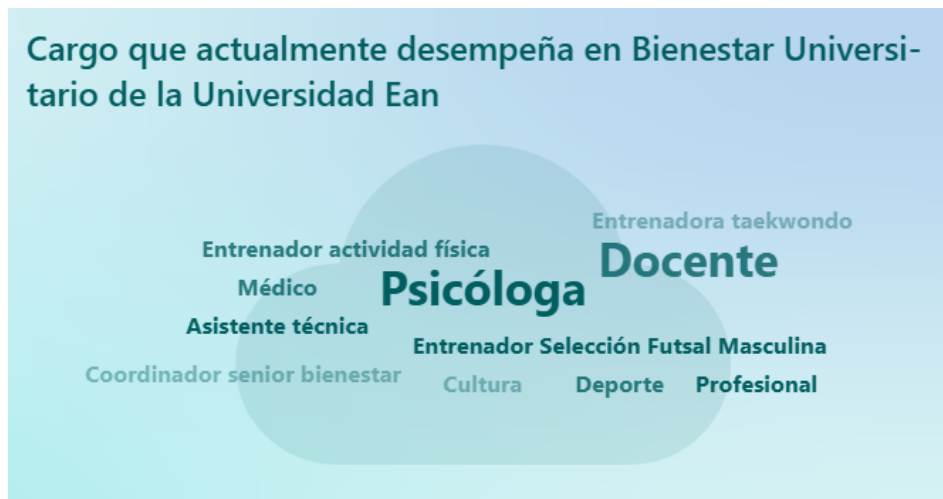 Cargo que actualmente desempeña en Bienestar Universi-
tario de la Universidad Ean
Entrenadora taekwondo
Entrenador actividad física
Docente
Médico
Psicóloga
Asistente técnica
Entrenador Selección Futsal Masculina
Coordinador senior bienestar
Cultura
Deporte
Profesional